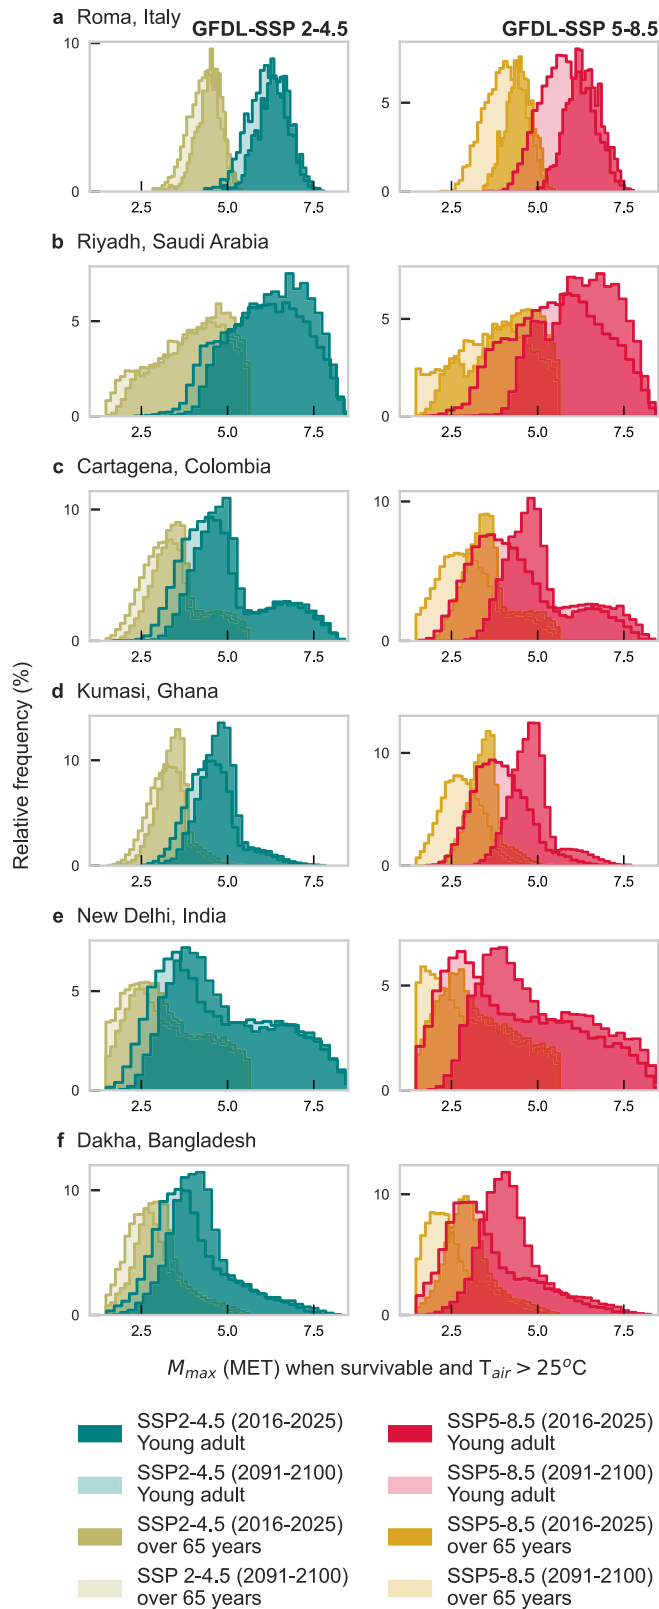 a Roma, Italy
GFDL-SSP 2-4.5
GFDL-SSP 5-8.5
10
5
0
2.5 5.0 7.5
5
0
2.5 5.0 7.5
b Riyadh, Saudi Arabia
5
0
2.5 5.0 7.5
5
0
2.5 5.0 7.5
c Cartagena, Colombia
10
0
2.5 5.0 7.5
10
0
2.5 5.0 7.5
Relative frequency (%)
d Kumasi, Ghana
10
0
2.5 5.0 7.5
10
0
2.5 5.0 7.5
e New Delhi, India
5
0
2.5 5.0 7.5
5
0
2.5 5.0 7.5
f Dakha, Bangladesh
10
0
2.5 5.0 7.5
10
0
2.5 5.0 7.5
M_max (MET) when survivable and T_air > 25°C
SSP2-4.5 (2016-2025)
Young adult
SSP2-4.5 (2091-2100)
Young adult
SSP2-4.5 (2016-2025)
over 65 years
SSP 2-4.5 (2091-2100)
over 65 years
SSP5-8.5 (2016-2025)
Young adult
SSP5-8.5 (2091-2100)
Young adult
SSP5-8.5 (2016-2025)
over 65 years
SSP5-8.5 (2091-2100)
over 65 years